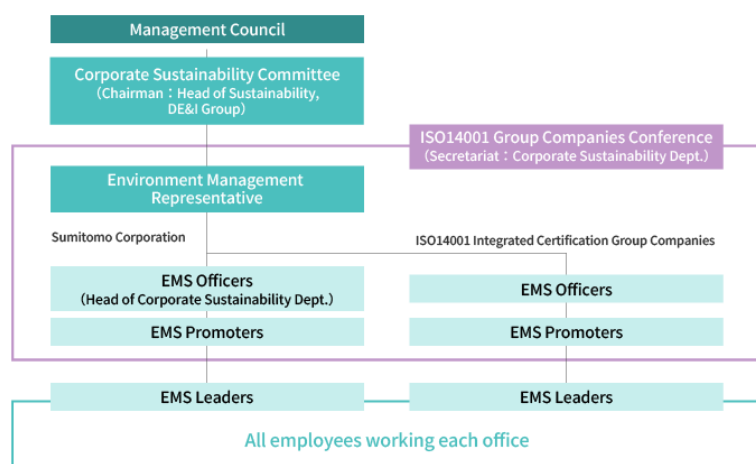 Management Council
Corporate Sustainability Committee
（Chairman：Head of Sustainability,
DE&I Group）
ISO14001 Group Companies Conference
（Secretariat：Corporate Sustainability Dept.）
Environment Management
Representative
Sumitomo Corporation
ISO14001 Integrated Certification Group Companies
EMS Officers
（Head of Corporate Sustainability Dept.）
EMS Officers
EMS Promoters
EMS Promoters
EMS Leaders
EMS Leaders
All employees working each office